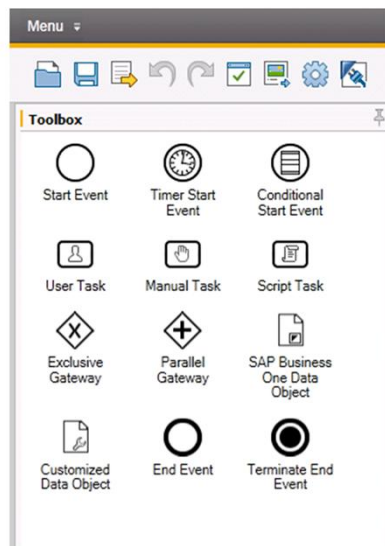 Menu
Toolbox
Start Event
Timer Start
Event
Conditional
Start Event
User Task
Manual Task
Script Task
Exclusive
Gateway
Parallel
Gateway
SAP Business
One Data
Object
Customized
Data Object
End Event
Terminate End
Event